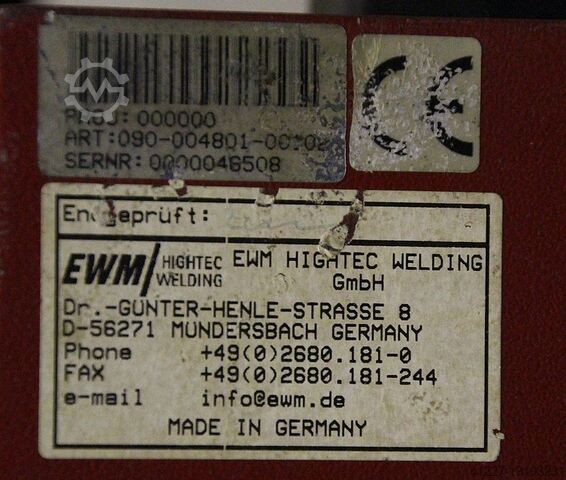 000000
ART:090-004801-00102
SERNR: 0000046508
CE
Endgeprüft:
EWM HIGHTEC WELDING
EWM HIGHTEC WELDING
GmbH
Dr.-GÜNTER-HENLE-STRASSE 8
D-56271 MÜNDERSBACH GERMANY
Phone +49(0)2680.181-0
FAX +49(0)2680.181-244
e-mail info@ewm.de
MADE IN GERMANY